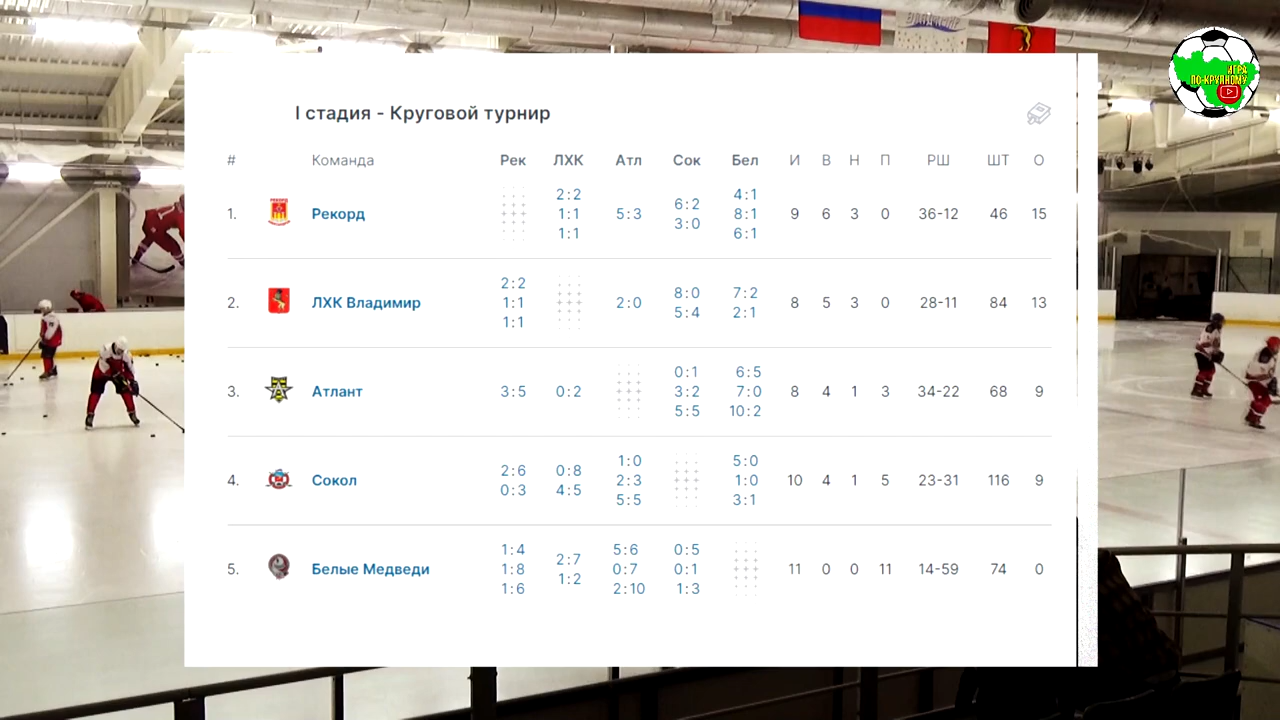 ИГРА
ПО-КРУПНОМУ
I стадия - Круговой турнир
# Команда Рек ЛХК Атл Сок Бел И В Н П РШ ШТ О
1. Рекорд 2:2 1:1 1:1 5:3 6:2 3:0 4:1 8:1 6:1 9 6 3 0 36-12 46 15
2. ЛХК Владимир 2:2 1:1 1:1 2:0 8:0 5:4 7:2 2:1 8 5 3 0 28-11 84 13
3. Атлант 3:5 0:2 0:1 3:2 5:5 6:5 7:0 10:2 8 4 1 3 34-22 68 9
4. Сокол 2:6 0:3 0:8 4:5 1:0 2:3 5:5 5:0 1:0 3:1 10 4 1 5 23-31 116 9
5. Белые Медведи 1:4 1:8 1:6 2:7 1:2 5:6 0:7 2:10 0:5 0:1 1:3 11 0 0 11 14-59 74 0